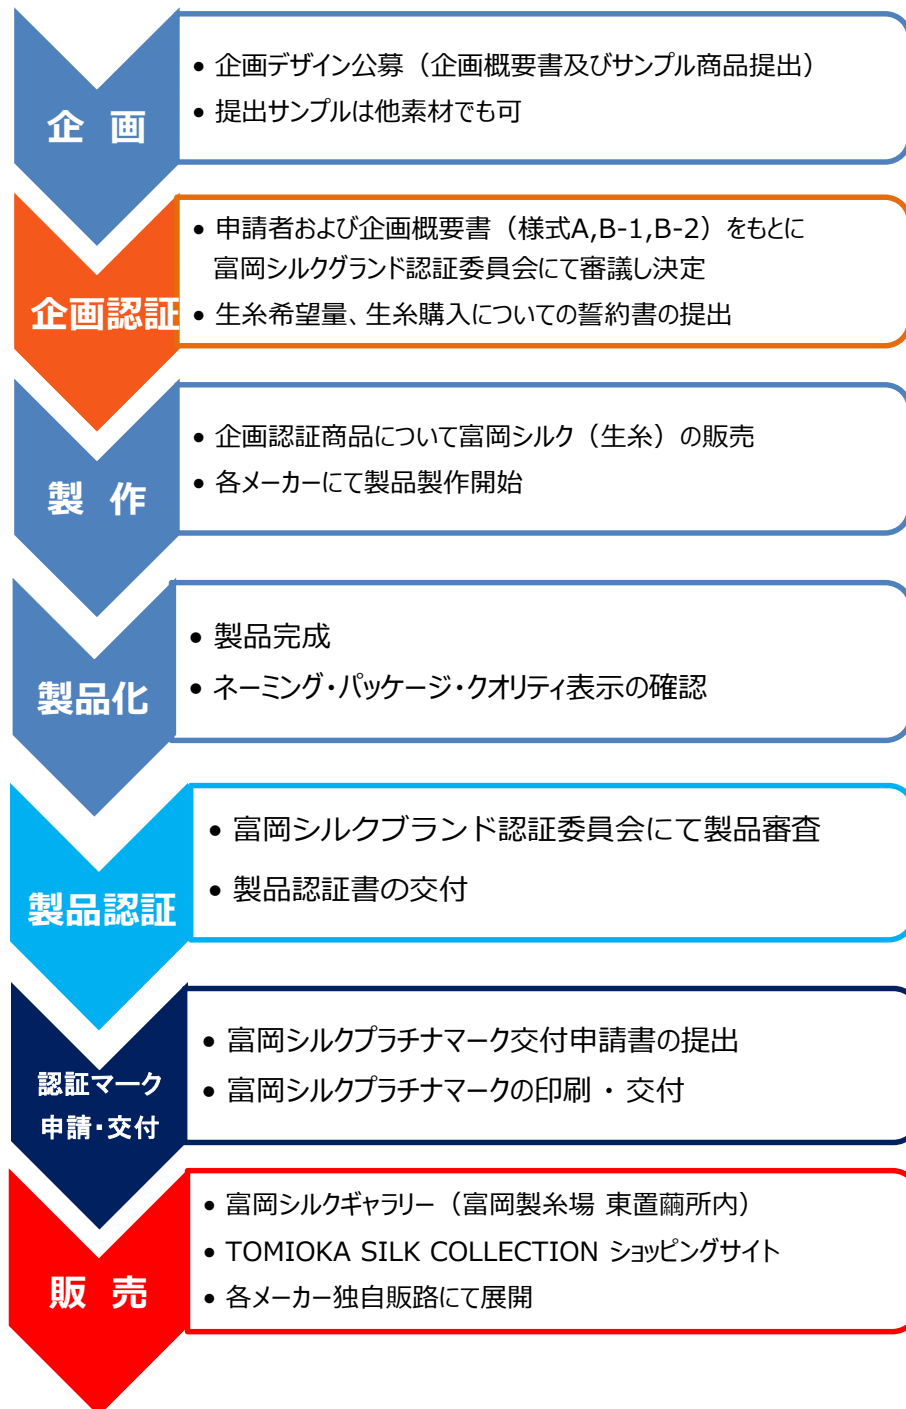 企 画
• 企画デザイン公募（企画概要書及びサンプル商品提出）
• 提出サンプルは他素材でも可
企画認証
• 申請者および企画概要書（様式A,B-1,B-2）をもとに
富岡シルクグランド認証委員会にて審議し決定
• 生糸希望量、生糸購入についての誓約書の提出
製 作
• 企画認証商品について富岡シルク（生糸）の販売
• 各メーカーにて製品製作開始
製品化
• 製品完成
• ネーミング・パッケージ・クオリティ表示の確認
製品認証
• 富岡シルクブランド認証委員会にて製品審査
• 製品認証書の交付
認証マーク
申請・交付
• 富岡シルクプラチナマーク交付申請書の提出
• 富岡シルクプラチナマークの印刷 ・ 交付
販 売
• 富岡シルクギャラリー（富岡製糸場 東置繭所内）
• TOMIOKA SILK COLLECTION ショッピングサイト
• 各メーカー独自販路にて展開